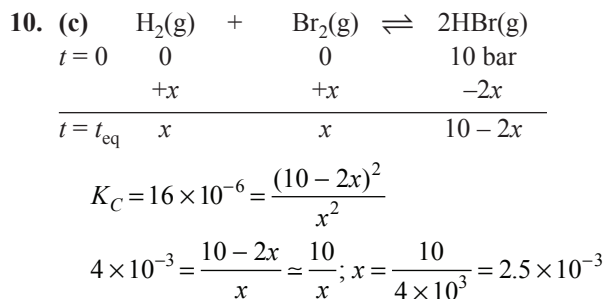 10. (c) H₂(g) + Br₂(g) ⇌ 2HBr(g)
t = 0 0 0 10 bar
+x +x –2x
t = t_eq x x 10 – 2x
K_C = 16 × 10⁻⁶ = (10 – 2x)² / x²
4 × 10⁻³ = (10 – 2x) / x ≃ 10 / x; x = 10 / (4 × 10³) = 2.5 × 10⁻³